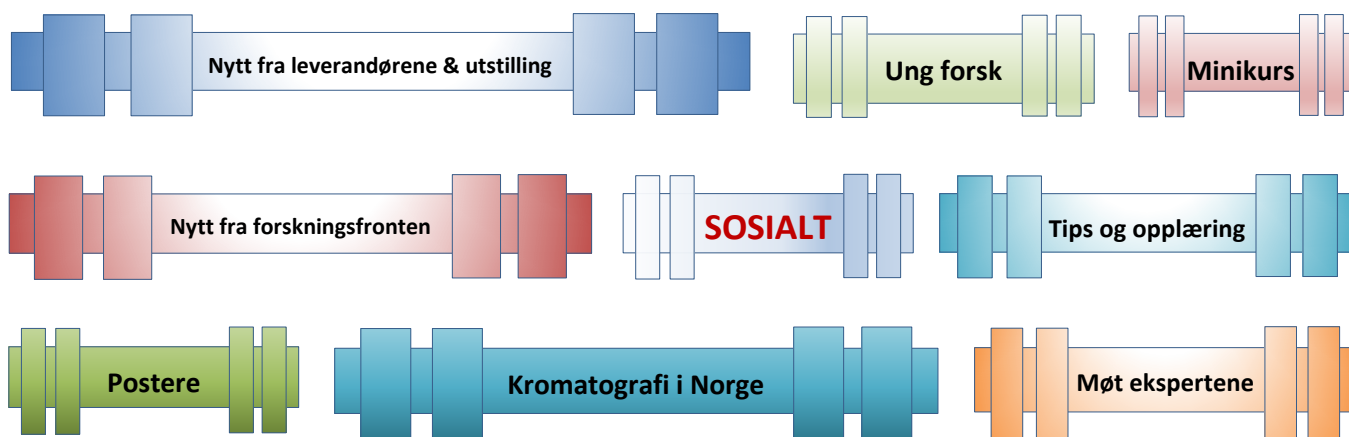 Nytt fra leverandørene & utstilling
Ung forsk
Minikurs
Nytt fra forskningsfronten
SOSIALT
Tips og opplæring
Postere
Kromatografi i Norge
Møt ekspertene